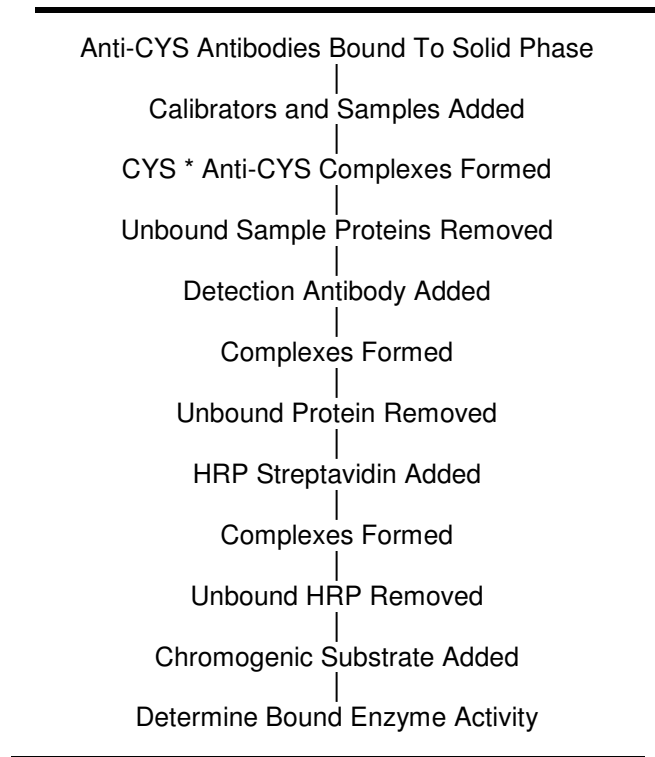 Anti-CYS Antibodies Bound To Solid Phase
Calibrators and Samples Added
CYS * Anti-CYS Complexes Formed
Unbound Sample Proteins Removed
Detection Antibody Added
Complexes Formed
Unbound Protein Removed
HRP Streptavidin Added
Complexes Formed
Unbound HRP Removed
Chromogenic Substrate Added
Determine Bound Enzyme Activity